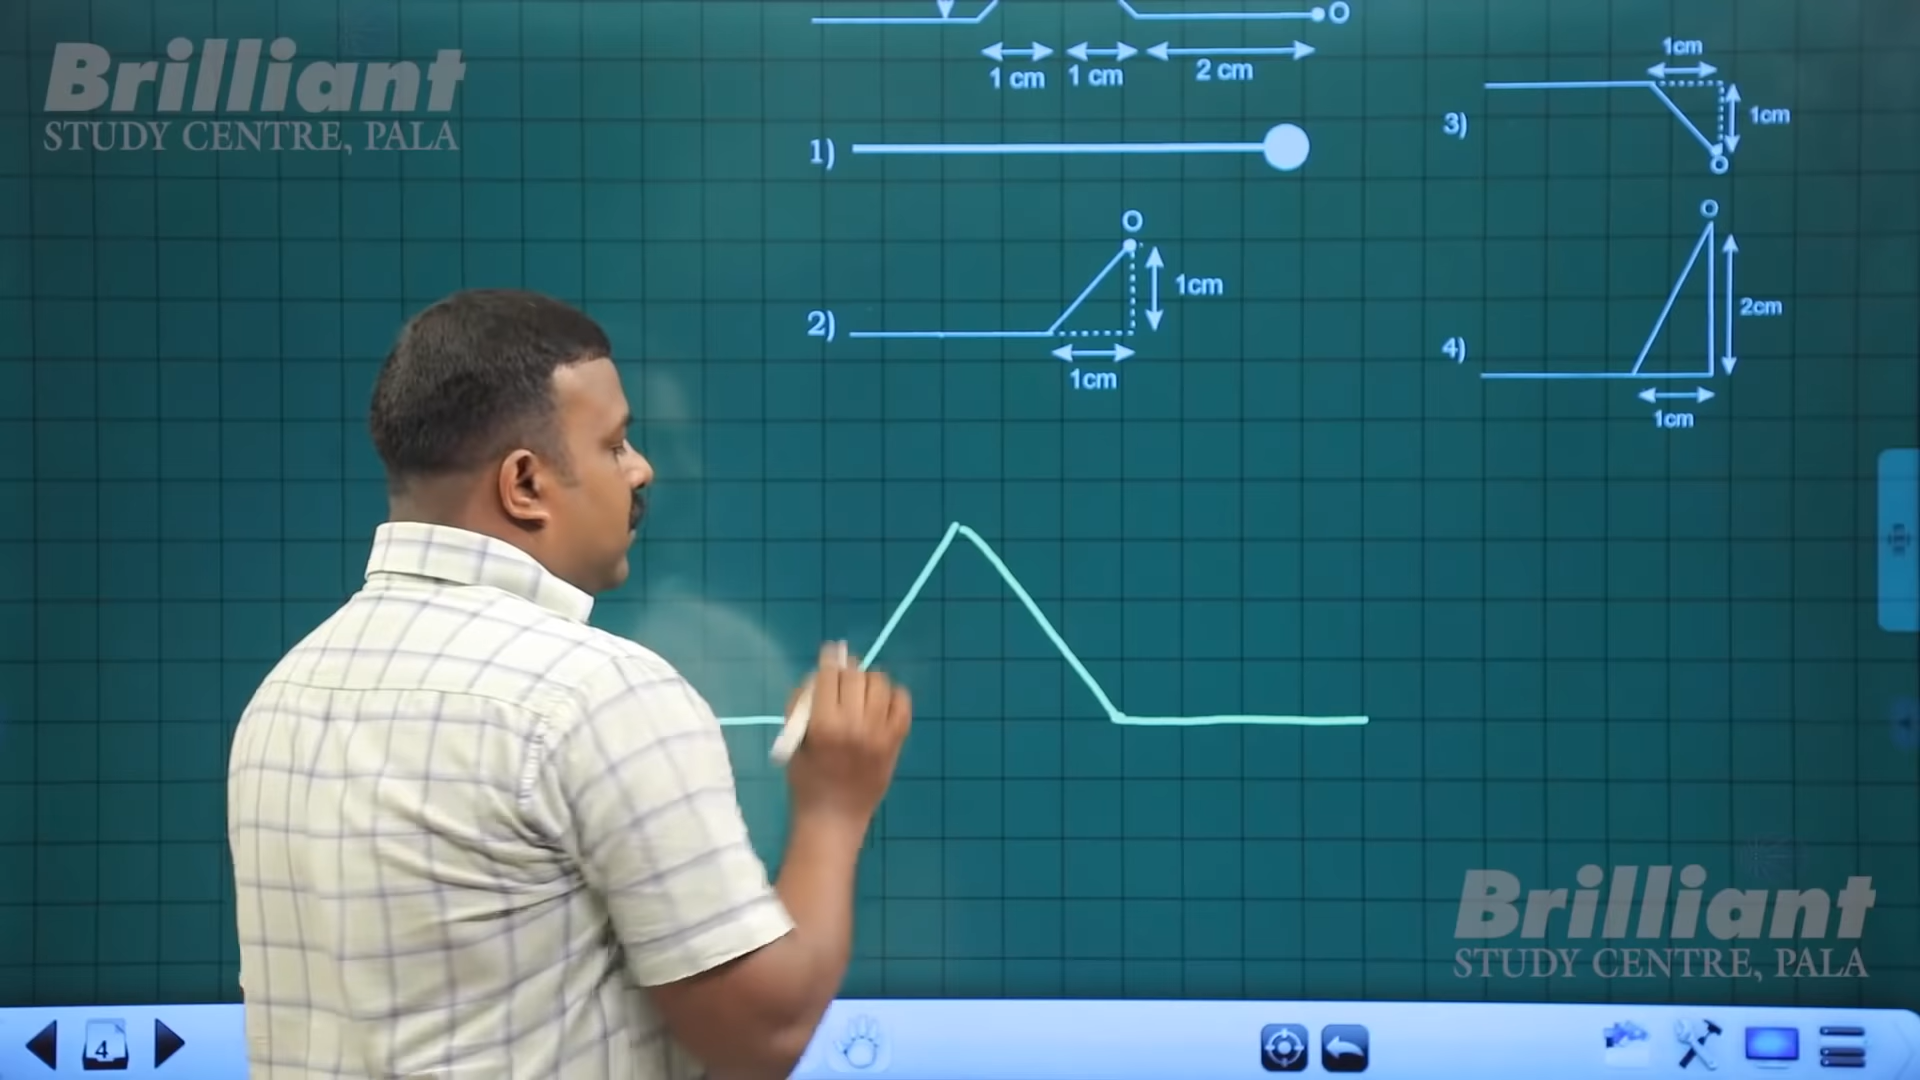 Brilliant
STUDY CENTRE, PALA
O
1 cm 1 cm 2 cm
1)
2)
O
1cm
1cm
3)
1cm
1cm
O
4)
O
2cm
1cm
Brilliant
STUDY CENTRE, PALA
4